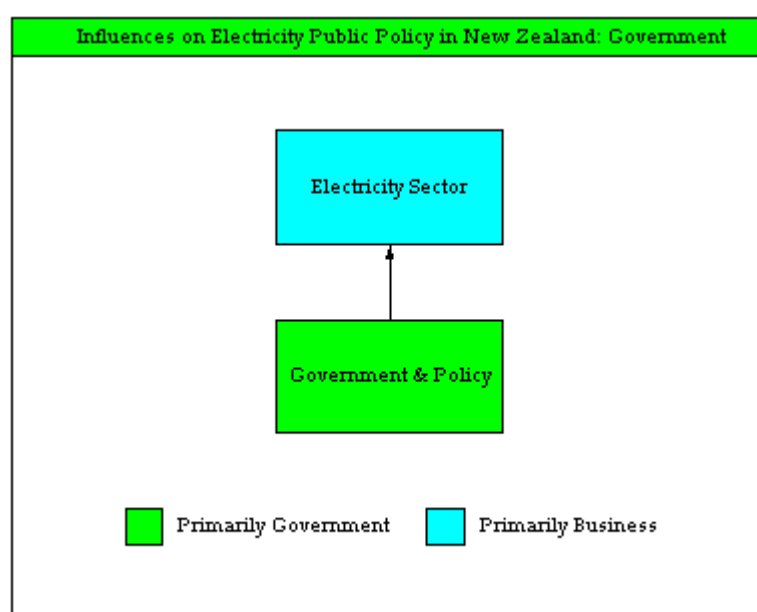 Influences on Electricity Public Policy in New Zealand: Government
Electricity Sector
Government & Policy
Primarily Government
Primarily Business